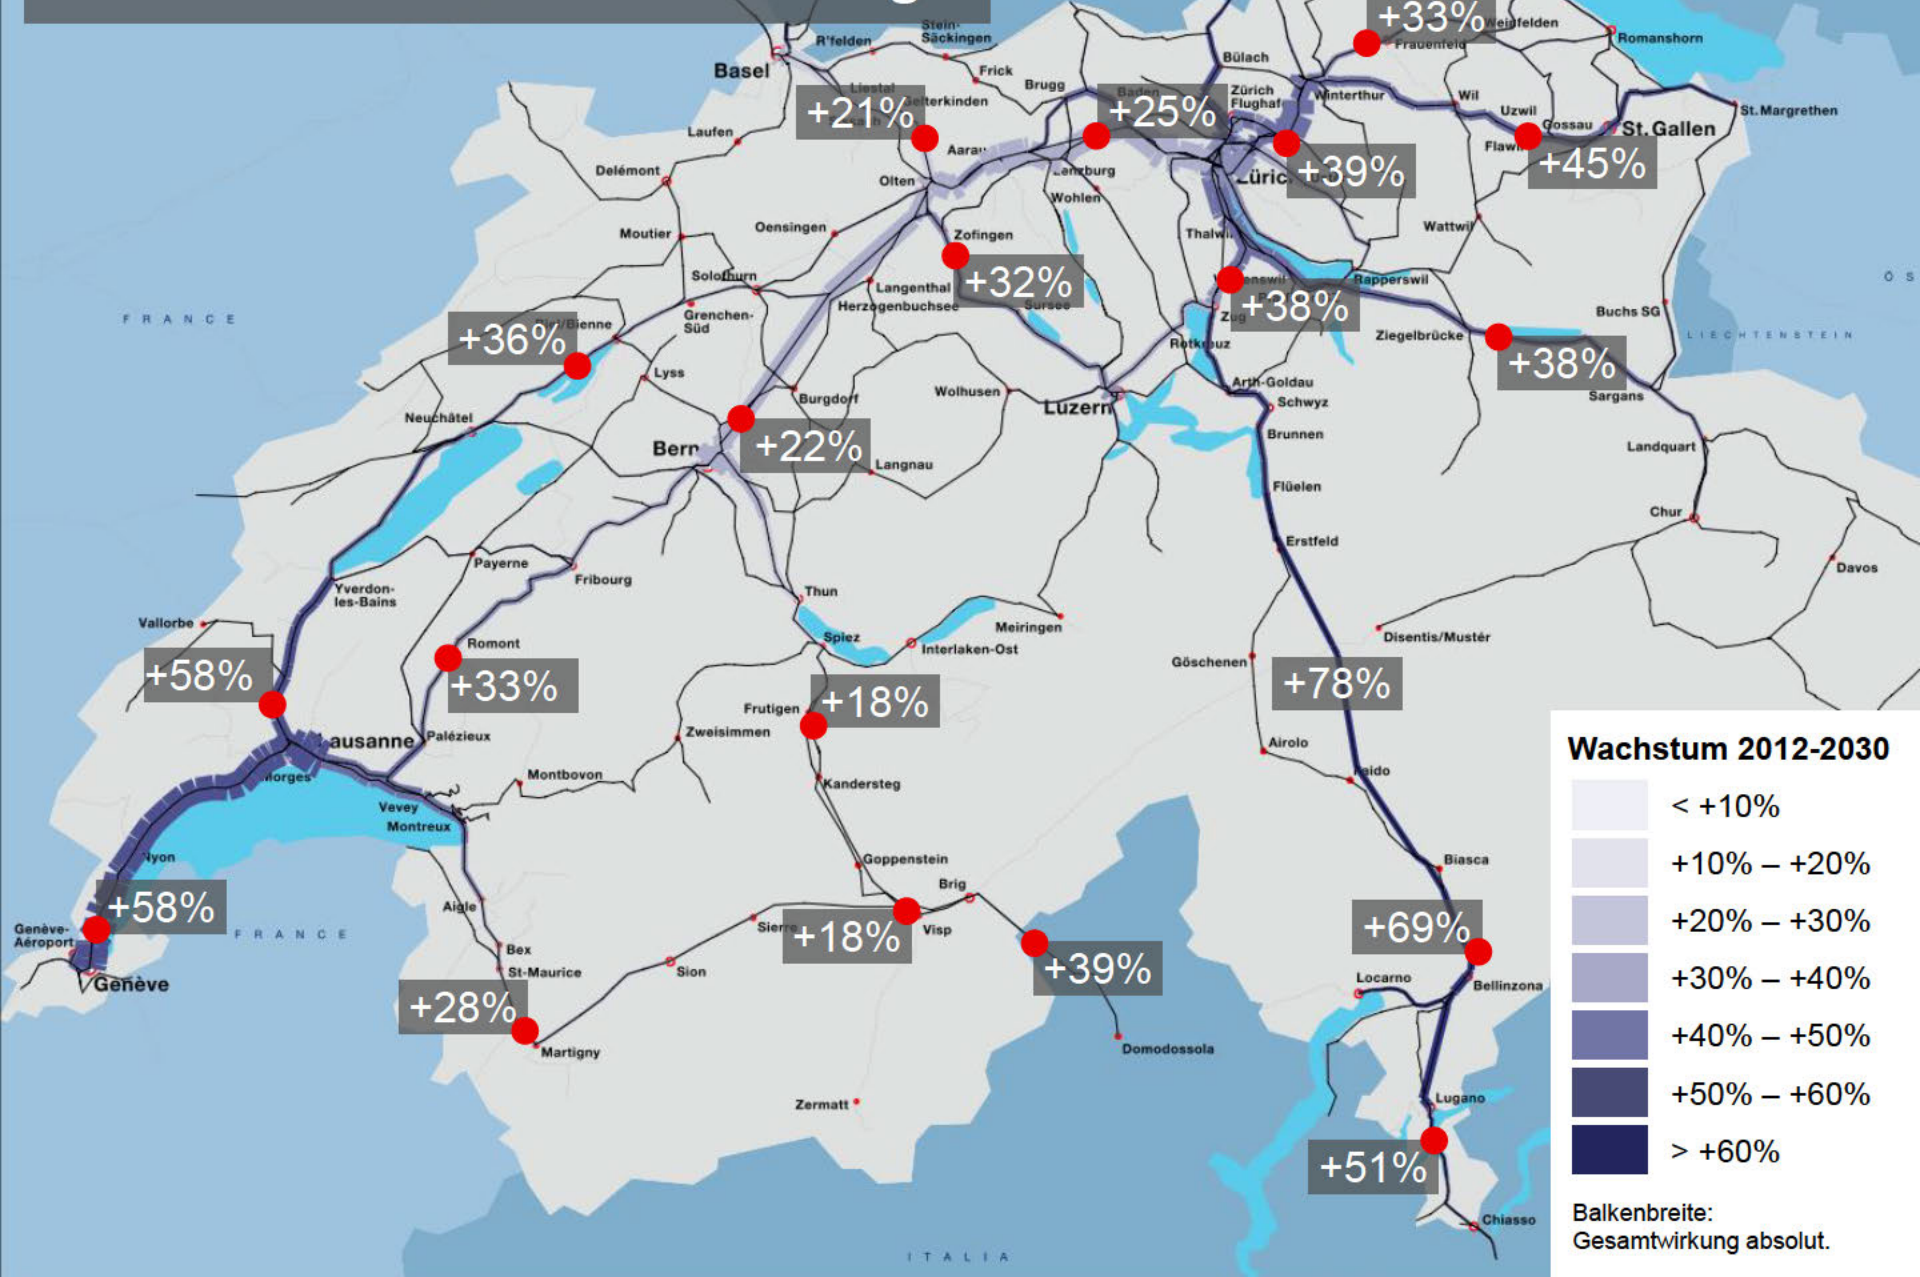 +33%
Weinfelden
Frauenfeld
Romanshorn
Stein-
Säckingen
R'felden
Basel
Frick
Bülach
Brugg
Baden
Zürich
Flughafen
Winterthur
Wil
Uzwil
Gossau
St.Gallen
St.Margrethen
Liestal
Gelterkinden
+21%
+25%
Flawil
+45%
Laufen
Aarau
Lenzburg
Zürich
+39%
Delémont
Olten
Wohlen
Moutier
Oensingen
Zofingen
Thalwil
Wattwil
Solothurn
Langenthal
+32%
Sursee
Wädenswil
Rapperswil
Herzogenbuchsee
+38%
Zug
Buchs SG
FRANCE
Biel/Bienne
Grenchen-
Süd
+36%
Rotkreuz
Ziegelbrücke
LIECHTENSTEIN
ÖS
+38%
Lyss
Burgdorf
Wolhusen
Luzern
Arth-Goldau
Schwyz
Sargans
Neuchâtel
Brunnen
Bern
+22%
Langnau
Landquart
Flüelen
Chur
Erstfeld
Payerne
Fribourg
Davos
Yverdon-
les-Bains
Thun
Vallorbe
Meiringen
Disentis/Mustér
Romont
Spiez
Interlaken-Ost
Göschenen
+58%
+33%
+78%
Frutigen
+18%
Lausanne
Palézieux
Zweisimmen
Airolo
Morges
Montbovon
Kandersteg
Faido
Vevey
Montreux
Nyon
Goppenstein
Biasca
Brig
Aigle
+58%
Sierre
+18%
Visp
+69%
Genève-
Aéroport
FRANCE
Bex
St-Maurice
Sion
+39%
Locarno
Bellinzona
Genève
+28%
Martigny
Domodossola
Zermatt
Lugano
+51%
Chiasso
ITALIA
Wachstum 2012-2030
< +10%
+10% – +20%
+20% – +30%
+30% – +40%
+40% – +50%
+50% – +60%
> +60%
Balkenbreite:
Gesamtwirkung absolut.